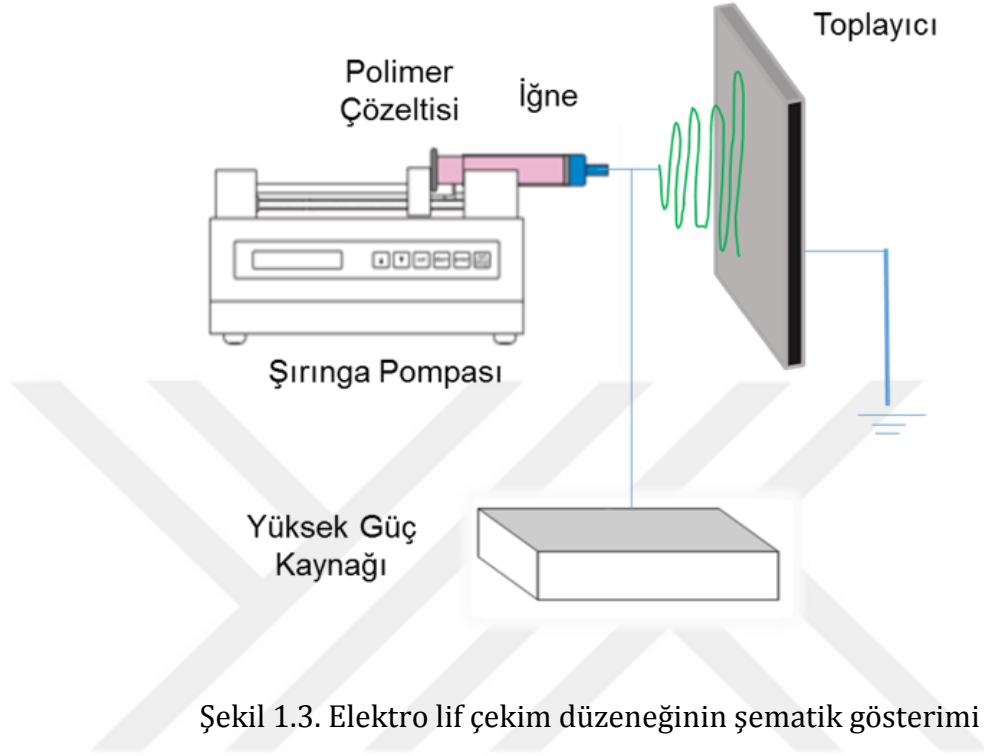 Toplayıcı
Polimer
Çözeltisi
İğne
Şırınga Pompası
Yüksek Güç
Kaynağı
Şekil 1.3. Elektro lif çekim düzeneğinin şematik gösterimi